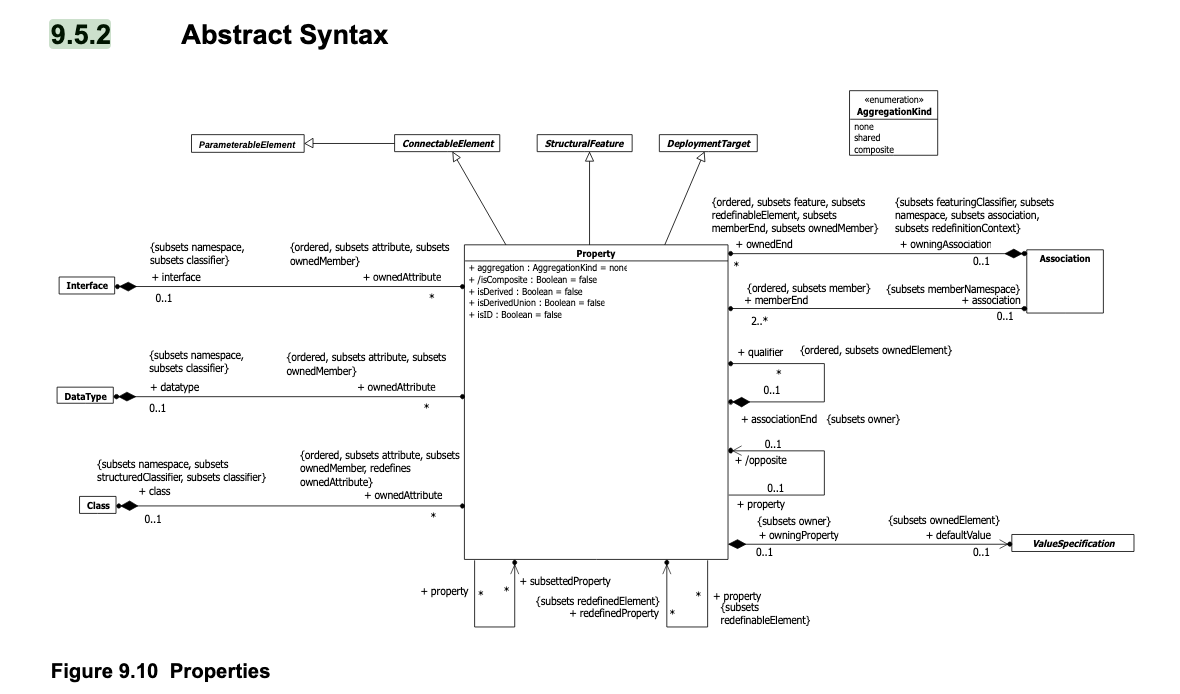 9.5.2 Abstract Syntax
«enumeration»
AggregationKind
none
shared
composite
ParameterableElement
ConnectableElement
StructuralFeature
DeploymentTarget
{ordered, subsets feature, subsets
redefinableElement, subsets
memberEnd, subsets ownedMember}
+ ownedEnd
*
{subsets featuringClassifier, subsets
namespace, subsets association,
subsets redefinitionContext}
+ owningAssociation
0..1
Association
{subsets namespace,
subsets classifier}
+ interface
0..1
{ordered, subsets attribute, subsets
ownedMember}
+ ownedAttribute
*
Interface
Property
+ aggregation : AggregationKind = none
+ /isComposite : Boolean = false
+ isDerived : Boolean = false
+ isDerivedUnion : Boolean = false
+ isID : Boolean = false
{ordered, subsets member}
+ memberEnd
2..*
{subsets memberNamespace}
+ association
0..1
{subsets namespace,
subsets classifier}
+ datatype
0..1
{ordered, subsets attribute, subsets
ownedMember}
+ ownedAttribute
*
DataType
+ qualifier {ordered, subsets ownedElement}
*
0..1
+ associationEnd {subsets owner}
0..1
+ /opposite
0..1
+ property
{subsets namespace, subsets
structuredClassifier, subsets classifier}
+ class
0..1
{ordered, subsets attribute, subsets
ownedMember, redefines
ownedAttribute}
+ ownedAttribute
*
Class
{subsets owner}
+ owningProperty
0..1
{subsets ownedElement}
+ defaultValue
0..1
ValueSpecification
+ property
*
*
+ subsettedProperty
{subsets redefinedElement}
+ redefinedProperty
*
*
+ property
{subsets
redefinableElement}
Figure 9.10 Properties